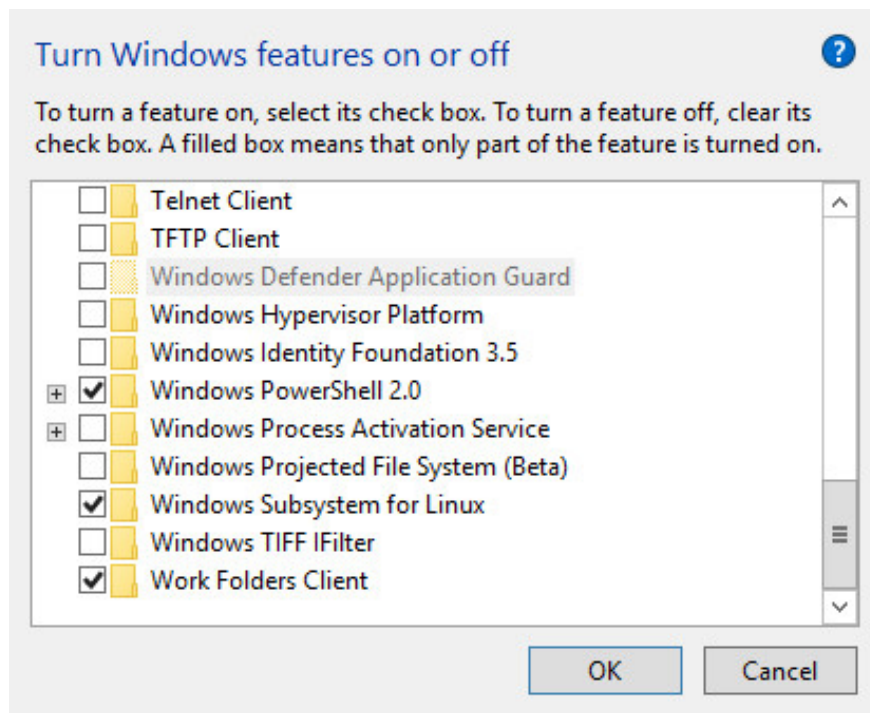 Turn Windows features on or off
?
To turn a feature on, select its check box. To turn a feature off, clear its
check box. A filled box means that only part of the feature is turned on.
Telnet Client
TFTP Client
Windows Defender Application Guard
Windows Hypervisor Platform
Windows Identity Foundation 3.5
Windows PowerShell 2.0
Windows Process Activation Service
Windows Projected File System (Beta)
Windows Subsystem for Linux
Windows TIFF IFilter
Work Folders Client
OK
Cancel